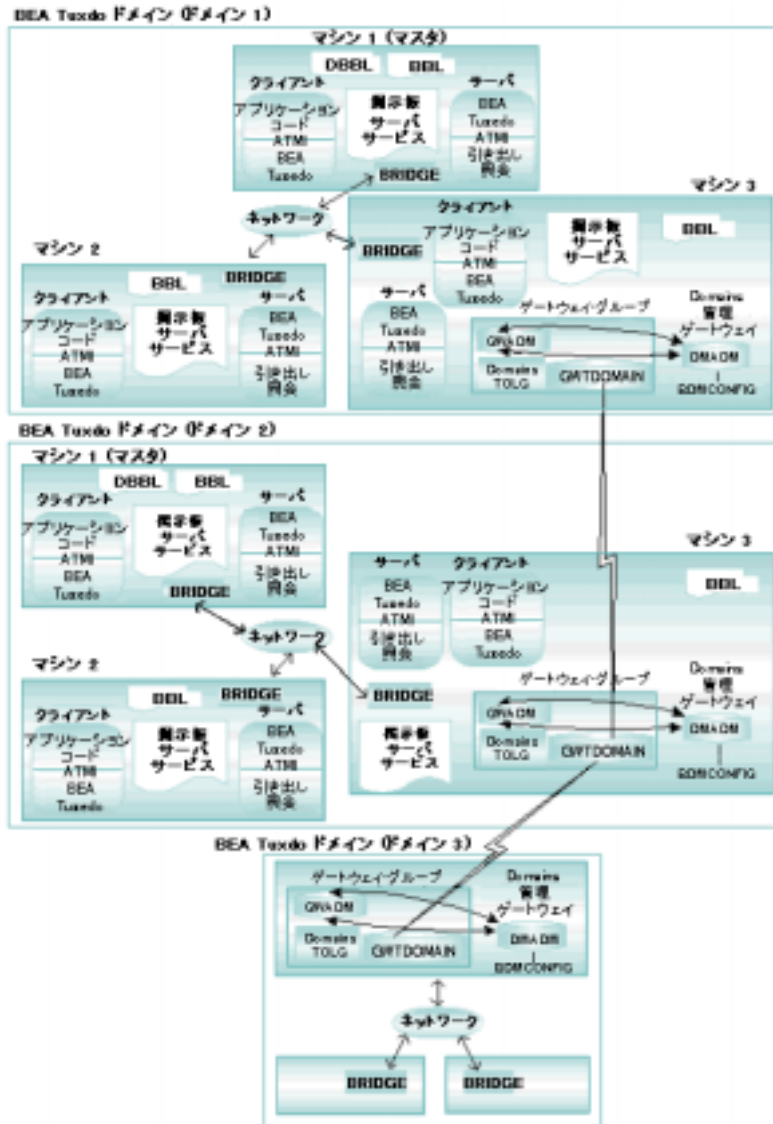 BEA Tuxdo ドメイン (ドメイン 1)
マシン 1 (マスタ)
DBBL
BBL
クライアント
アプリケーション
コード
ATMI
BEA
Tuxedo
掲示板
サーバ
サービス
サーバ
BEA
Tuxedo
ATMI
引き出し
照会
BRIDGE
ネットワーク
マシン 2
BBL
BRIDGE
クライアント
アプリケーション
コード
ATMI
BEA
Tuxedo
掲示板
サーバ
サービス
サーバ
BEA
Tuxedo
ATMI
引き出し
照会
マシン 3
クライアント
アプリケーション
コード
ATMI
BEA
Tuxedo
掲示板
サーバ
サービス
BBL
BRIDGE
サーバ
BEA
Tuxedo
ATMI
引き出し
照会
ゲートウェイ・グループ
GWADM
Domains
TOLG
GWTDOMAIN
Domains
管理
ゲートウェイ
DMADM
BDMCONFIG
BEA Tuxdo ドメイン (ドメイン 2)
マシン 1 (マスタ)
DBBL
BBL
クライアント
アプリケーション
コード
ATMI
BEA
Tuxedo
掲示板
サーバ
サービス
サーバ
BEA
Tuxedo
ATMI
引き出し
照会
BRIDGE
ネットワーク
マシン 2
BBL
BRIDGE
クライアント
アプリケーション
コード
ATMI
BEA
Tuxedo
掲示板
サーバ
サービス
サーバ
BEA
Tuxedo
ATMI
引き出し
照会
マシン 3
サーバ
BEA
Tuxedo
ATMI
引き出し
照会
クライアント
アプリケーション
コード
ATMI
BEA
Tuxedo
BBL
BRIDGE
掲示板
サーバ
サービス
ゲートウェイ・グループ
GWADM
Domains
TOLG
GWTDOMAIN
Domains
管理
ゲートウェイ
DMADM
BDMCONFIG
BEA Tuxdo ドメイン (ドメイン 3)
ゲートウェイ・グループ
GWADM
Domains
TOLG
GWTDOMAIN
Domains
管理
ゲートウェイ
DMADM
BDMCONFIG
ネットワーク
BRIDGE
BRIDGE